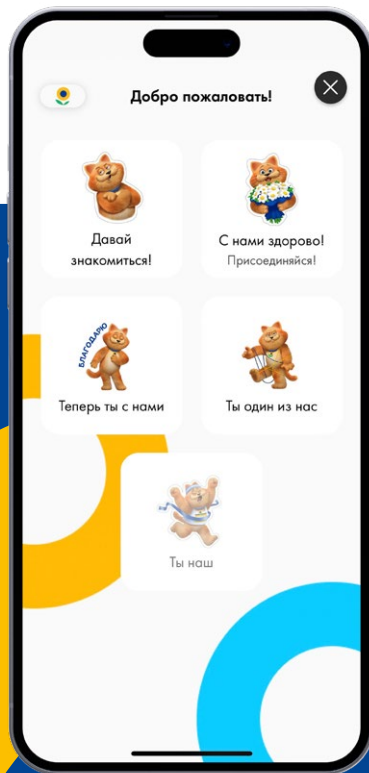 Добро пожаловать!
Давай
знакомиться!
С нами здорово!
Присоединяйся!
БЛАГОДАРЮ
Теперь ты с нами
Ты один из нас
Ты наш